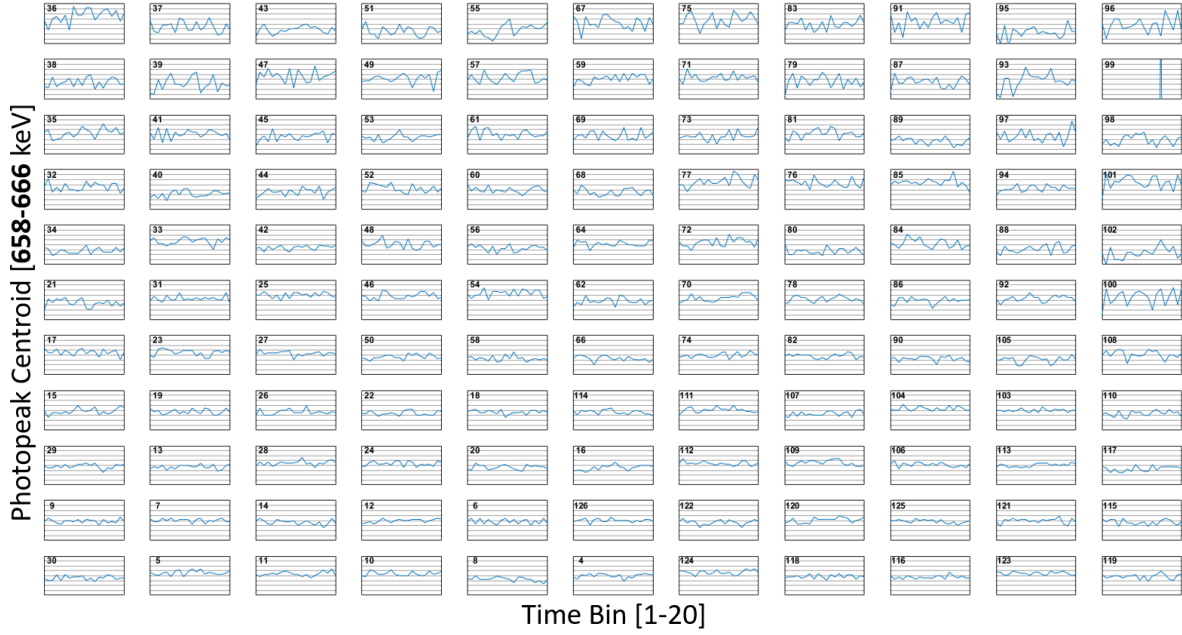 36 37 43 51 55 67 75 83 91 95 96
38 39 47 49 57 59 71 79 87 93 99
35 41 45 53 61 69 73 81 89 97 98
32 40 44 52 60 68 77 76 85 94 101
34 33 42 48 56 64 72 80 84 88 102
21 31 25 46 54 62 70 78 86 92 100
17 23 27 50 58 66 74 82 90 105 108
15 19 26 22 18 114 111 107 104 103 110
29 13 28 24 20 16 112 109 106 113 117
9 7 14 12 6 126 122 120 125 121 115
30 5 11 10 8 4 124 118 116 123 119
Photopeak Centroid [658-666 keV]
Time Bin [1-20]